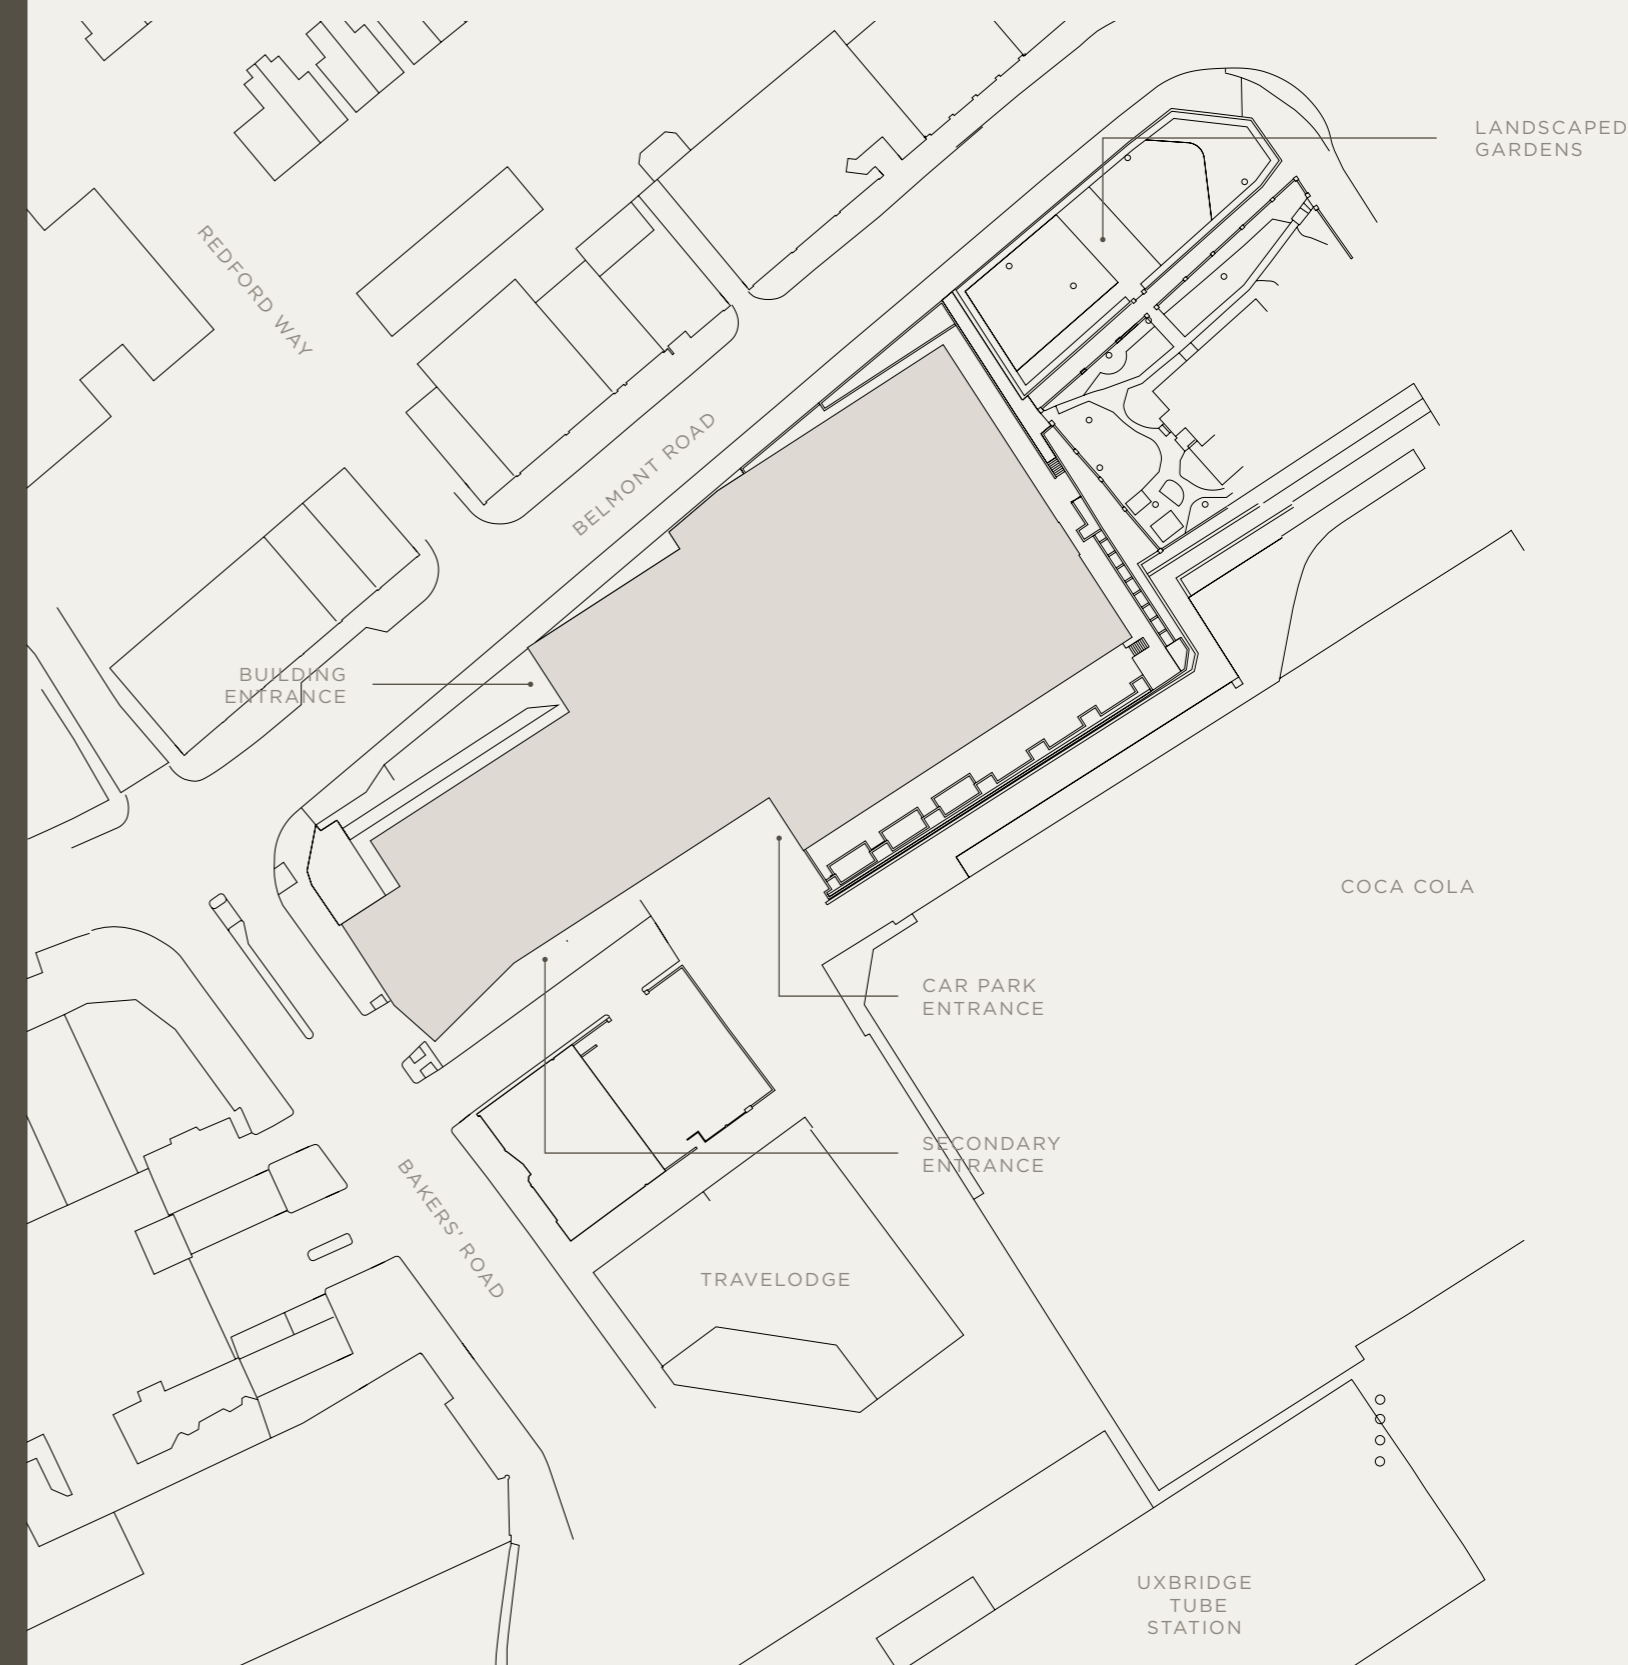 LANDSCAPED
GARDENS
REDFORD WAY
BELMONT ROAD
BUILDING
ENTRANCE
COCA COLA
CAR PARK
ENTRANCE
SECONDARY
ENTRANCE
BAKERS' ROAD
TRAVELODGE
UXBRIDGE
TUBE
STATION